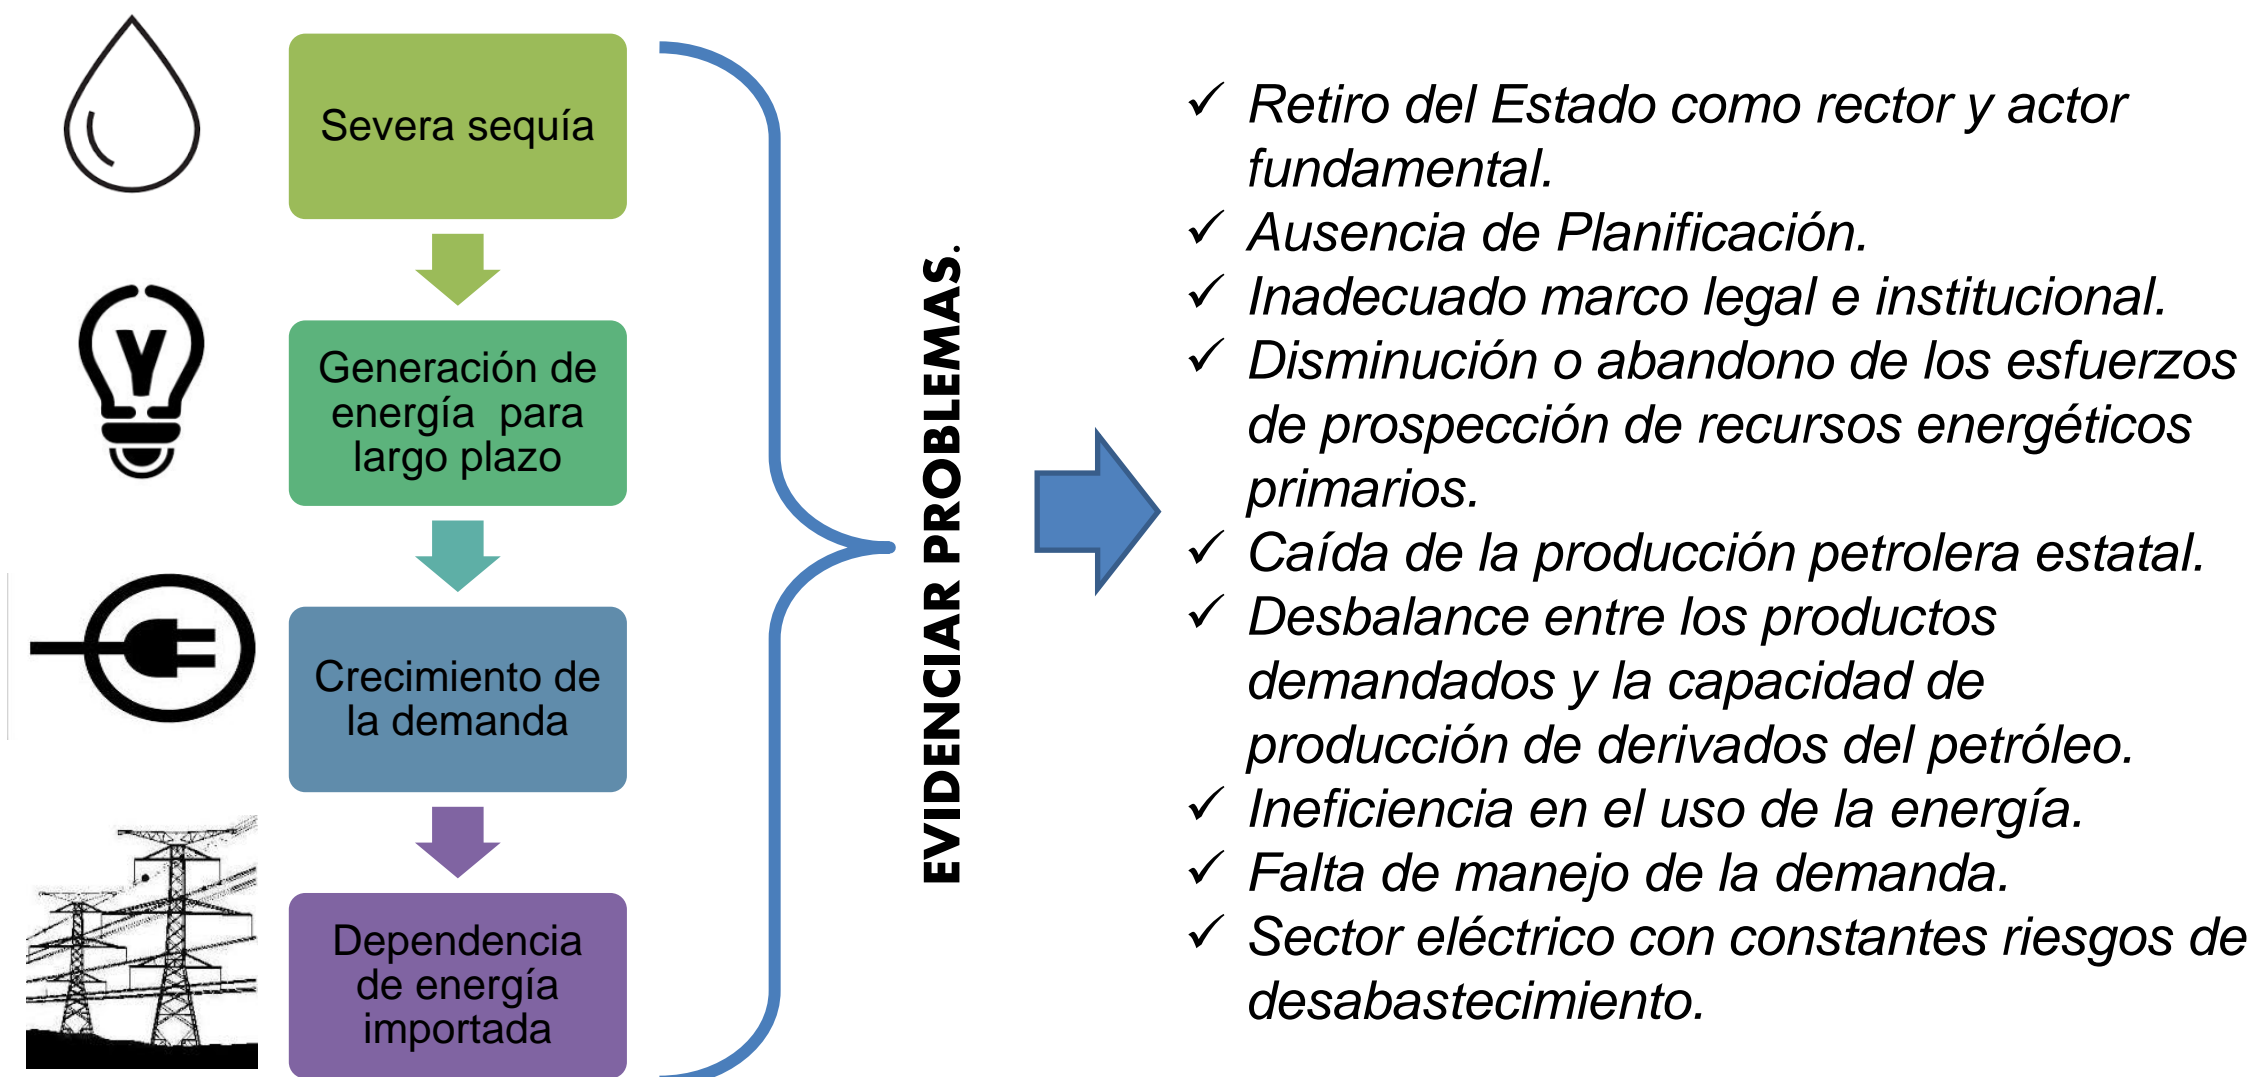 Severa sequía
Generación de
energía para
largo plazo
Crecimiento de
la demanda
Dependencia
de energía
importada
EVIDENCIAR PROBLEMAS.
✓ Retiro del Estado como rector y actor
fundamental.
✓ Ausencia de Planificación.
✓ Inadecuado marco legal e institucional.
✓ Disminución o abandono de los esfuerzos
de prospección de recursos energéticos
primarios.
✓ Caída de la producción petrolera estatal.
✓ Desbalance entre los productos
demandados y la capacidad de
producción de derivados del petróleo.
✓ Ineficiencia en el uso de la energía.
✓ Falta de manejo de la demanda.
✓ Sector eléctrico con constantes riesgos de
desabastecimiento.